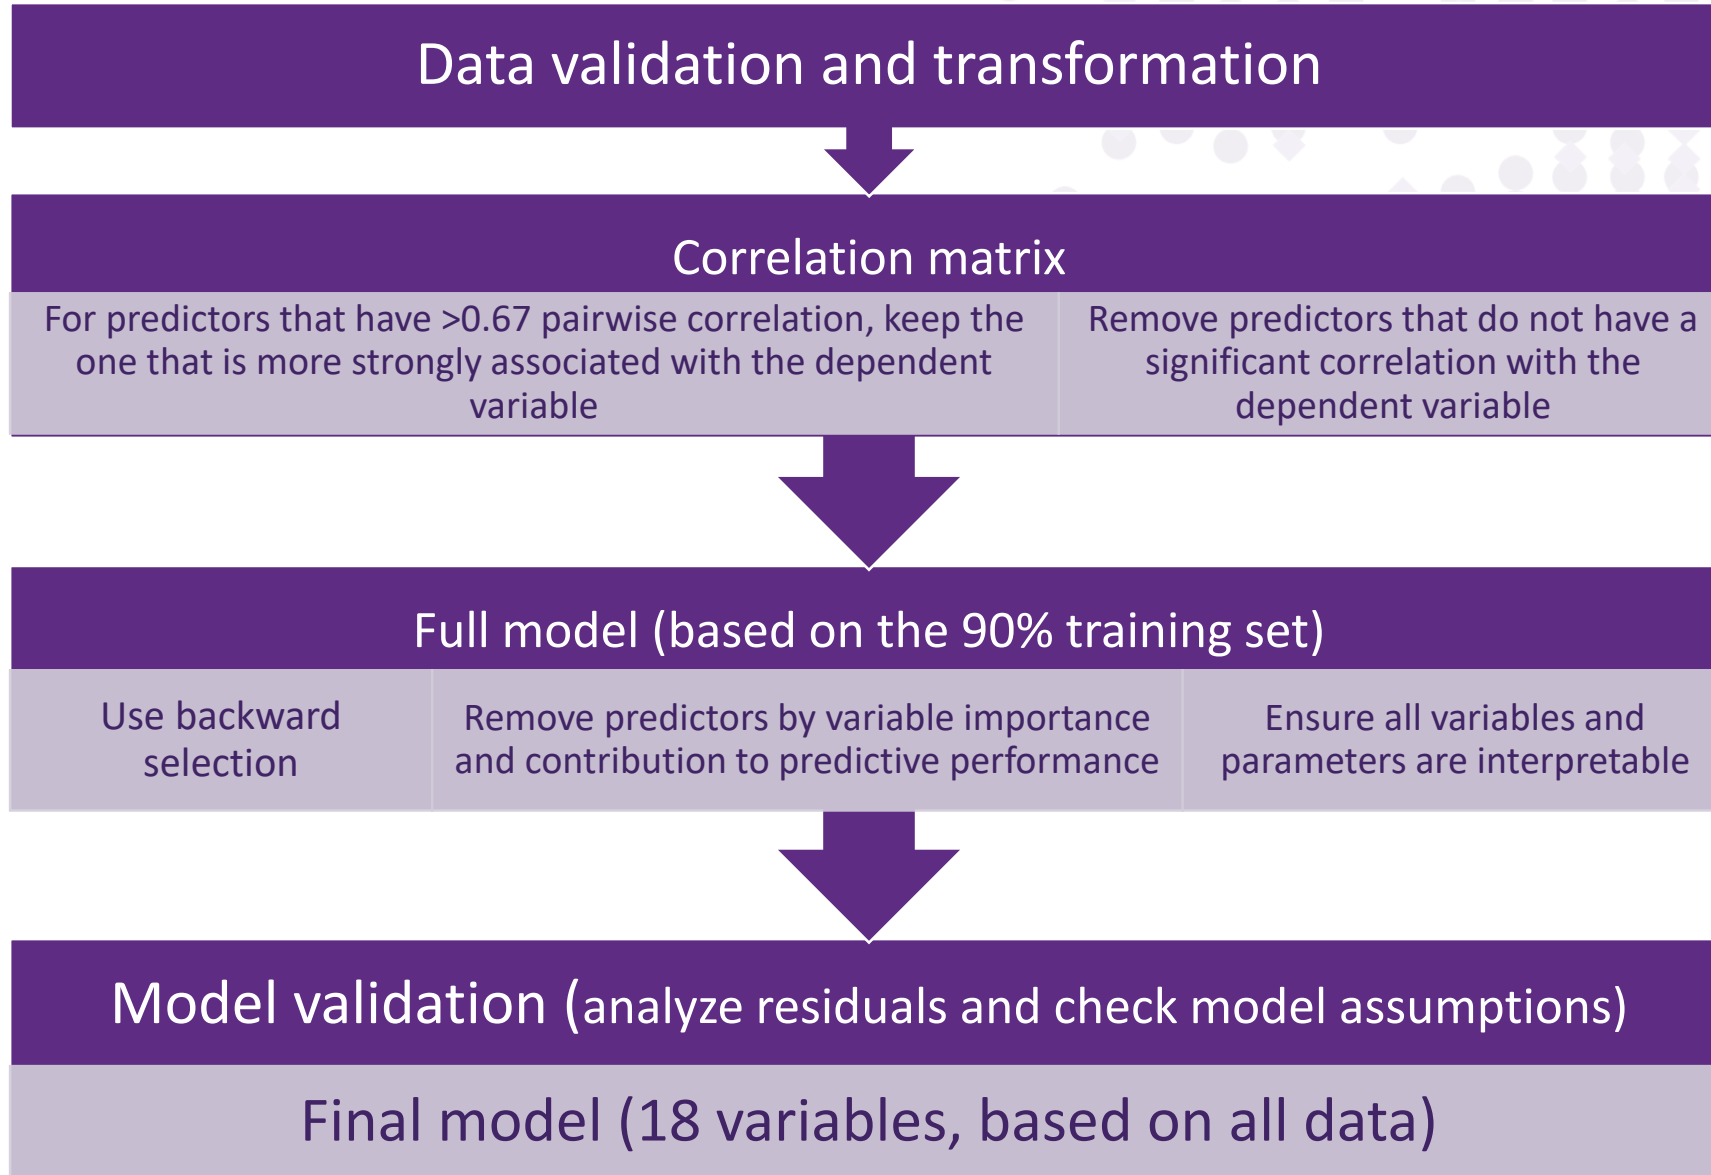 Data validation and transformation
Correlation matrix
For predictors that have >0.67 pairwise correlation, keep the
one that is more strongly associated with the dependent
variable
Remove predictors that do not have a
significant correlation with the
dependent variable
Full model (based on the 90% training set)
Use backward
selection
Remove predictors by variable importance
and contribution to predictive performance
Ensure all variables and
parameters are interpretable
Model validation (analyze residuals and check model assumptions)
Final model (18 variables, based on all data)